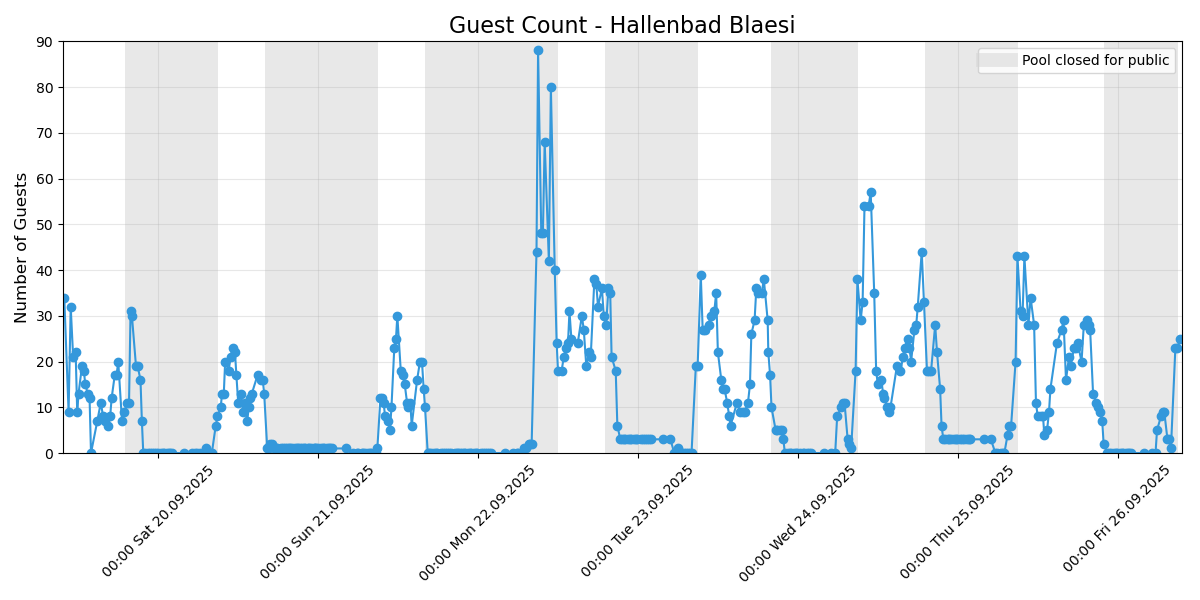 Guest Count - Hallenbad Blaesi
Pool closed for public
Number of Guests
90
80
70
60
50
40
30
20
10
0
00:00 Sat 20.09.2025
00:00 Sun 21.09.2025
00:00 Mon 22.09.2025
00:00 Tue 23.09.2025
00:00 Wed 24.09.2025
00:00 Thu 25.09.2025
00:00 Fri 26.09.2025